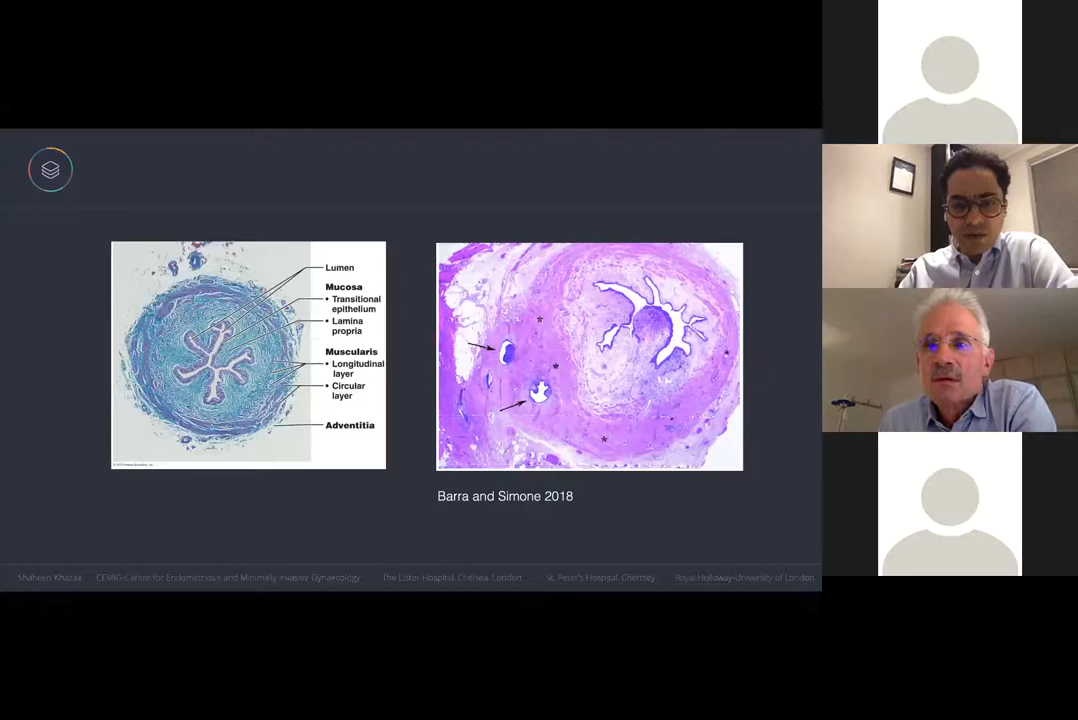 Lumen
Mucosa
• Transitional
epithelium
• Lamina
propria
Muscularis
• Longitudinal
layer
• Circular
layer
Adventitia
Barra and Simone 2018
Shaheen Khazali CEMIG-Centre for Endometriosis and Minimally Invasive Gynaecology The Lister Hospital, Chelsea, London - St. Peter's Hospital, Chertsey Royal Holloway-University of London